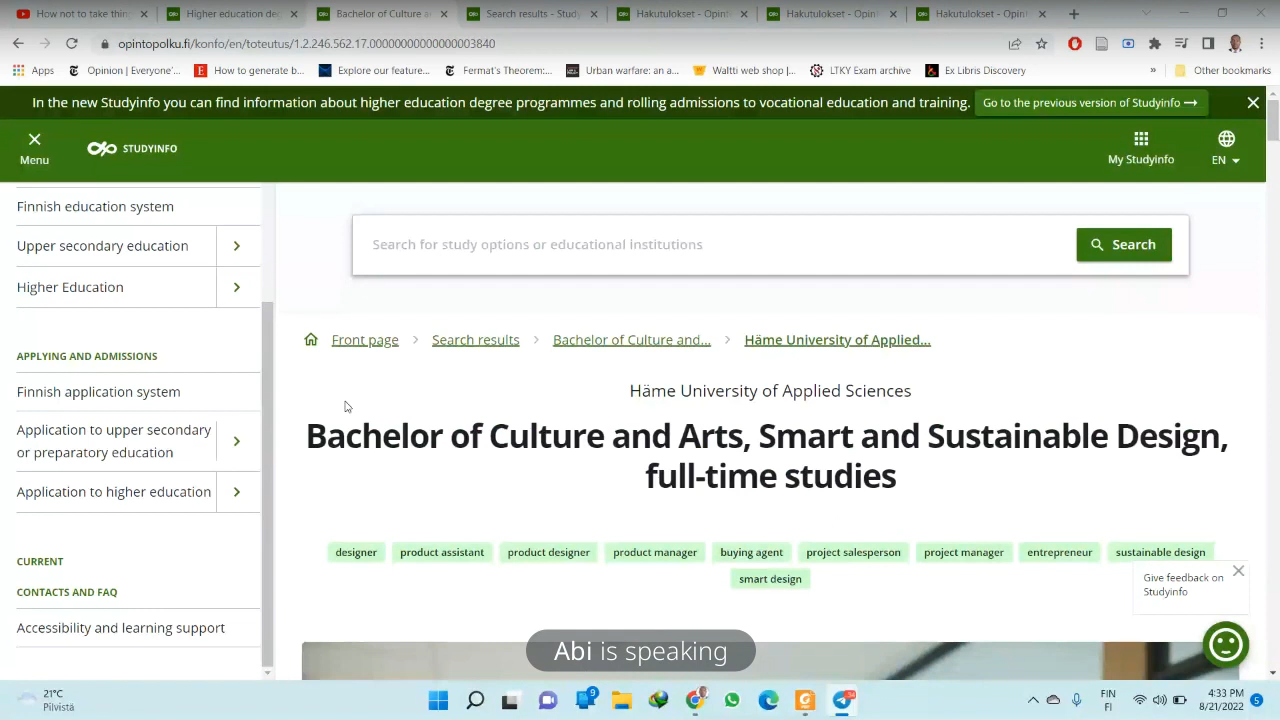 How not to take thin
Higher education de
Bachelor of Culture a
Search results - Stud
Hakutulokset - Opint
Hakutulokset - Opint
Hakutulokset - Opint
opintopolku.fi/konfo/en/toteutus/1.2.246.562.17.00000000000000003840
Apps
Opinion | Everyone'...
How to generate b...
Explore our feature...
Fermat's Theorem:...
Urban warfare: an a...
Waltti web shop |...
LTKY Exam archive
Ex Libris Discovery
»
Other bookmarks
In the new Studyinfo you can find information about higher education degree programmes and rolling admissions to vocational education and training.
Go to the previous version of Studyinfo →
Menu
STUDYINFO
My Studyinfo
EN
Finnish education system
Upper secondary education
Higher Education
APPLYING AND ADMISSIONS
Finnish application system
Application to upper secondary
or preparatory education
Application to higher education
CURRENT
CONTACTS AND FAQ
Accessibility and learning support
Search for study options or educational institutions
Search
Front page
Search results
Bachelor of Culture and...
Häme University of Applied...
Häme University of Applied Sciences
Bachelor of Culture and Arts, Smart and Sustainable Design,
full-time studies
designer
product assistant
product designer
product manager
buying agent
project salesperson
project manager
entrepreneur
sustainable design
smart design
Give feedback on
Studyinfo
Abi is speaking
21°C
Pilvistä
9
FIN
FI
4:33 PM
8/21/2022
5